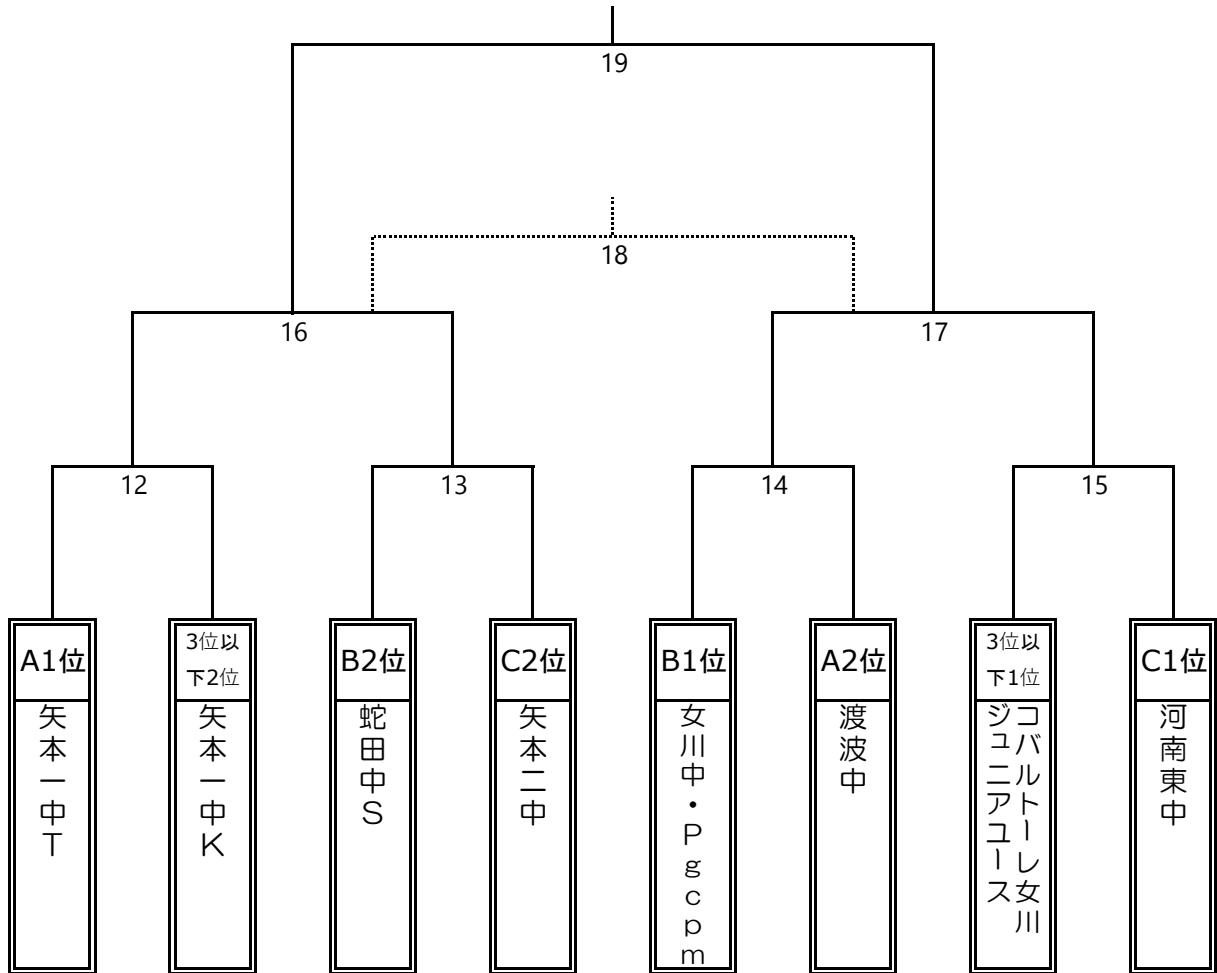 19
18
16
17
12
13
14
15
A1位
3位以
下2位
B2位
C2位
B1位
A2位
3位以
下1位
C1位
矢本一中T
矢本一中K
蛇田中S
矢本二中
女川中・Pgcpm
渡波中
コバルトーレ女川
ジュニアユース
河南東中